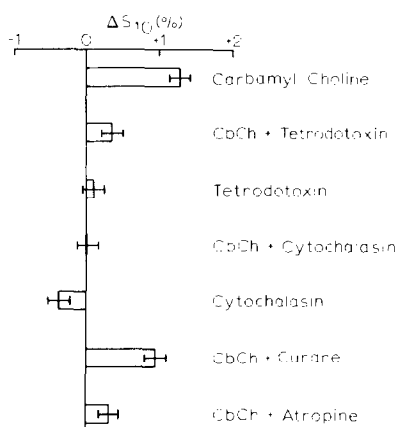 ΔS10(%)
-1 0 +1 +2
Carbamyl Choline
CbCh + Tetrodotoxin
Tetrodotoxin
CbCh + Cytochalasin
Cytochalasin
CbCh + Curare
CbCh + Atropine